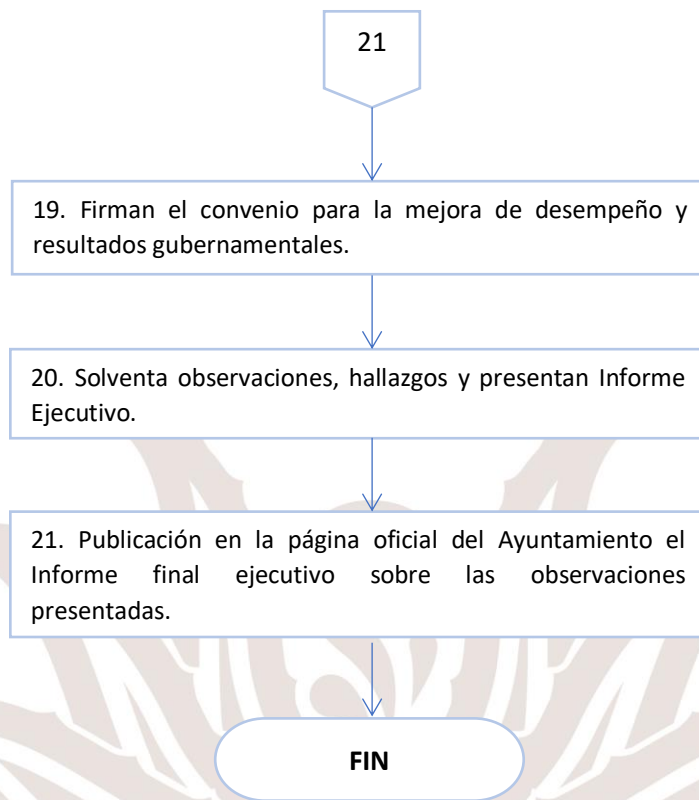 21
19. Firman el convenio para la mejora de desempeño y
resultados gubernamentales.
20. Solventa observaciones, hallazgos y presentan Informe
Ejecutivo.
21. Publicación en la página oficial del Ayuntamiento el
Informe final ejecutivo sobre las observaciones
presentadas.
FIN